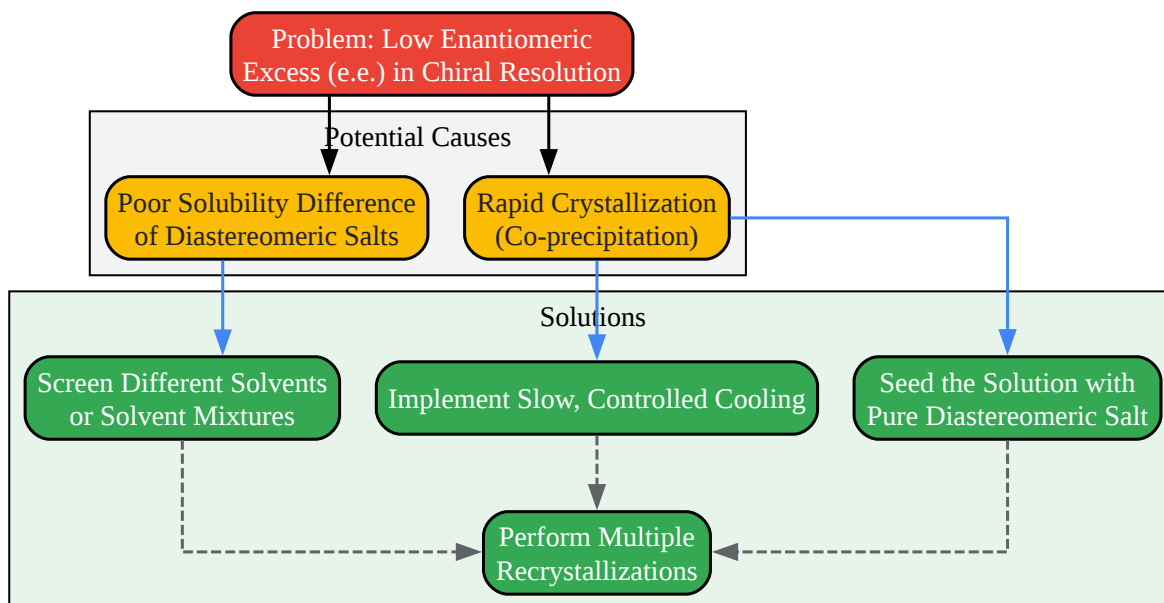 Problem: Low Enantiomeric
Excess (e.e.) in Chiral Resolution
Potential Causes
Poor Solubility Difference
of Diastereomeric Salts
Rapid Crystallization
(Co-precipitation)
Solutions
Screen Different Solvents
or Solvent Mixtures
Implement Slow, Controlled Cooling
Seed the Solution with
Pure Diastereomeric Salt
Perform Multiple
Recrystallizations